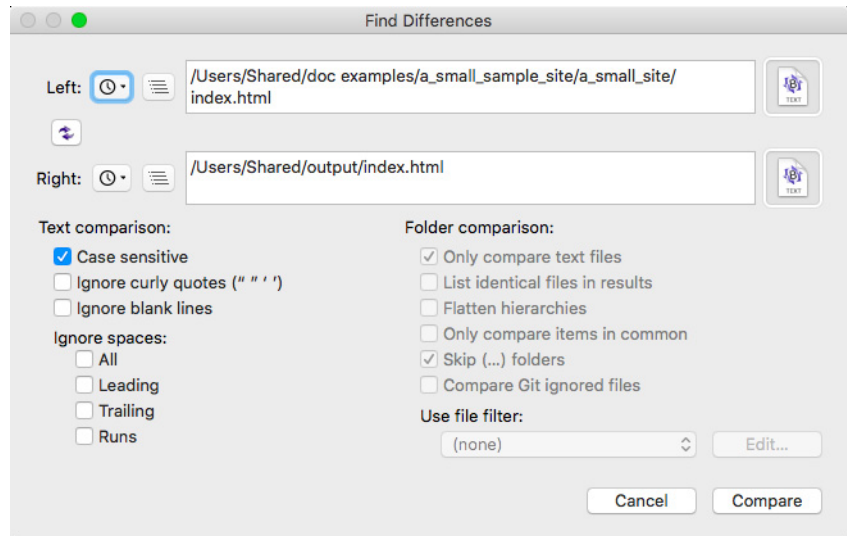 Find Differences
Left:
/Users/Shared/doc examples/a_small_sample_site/a_small_site/
index.html
TEXT
Right:
/Users/Shared/output/index.html
TEXT
Text comparison:
Case sensitive
Ignore curly quotes (“ ” ‘ ’)
Ignore blank lines
Ignore spaces:
All
Leading
Trailing
Runs
Folder comparison:
Only compare text files
List identical files in results
Flatten hierarchies
Only compare items in common
Skip (...) folders
Compare Git ignored files
Use file filter:
(none)
Edit...
Cancel
Compare